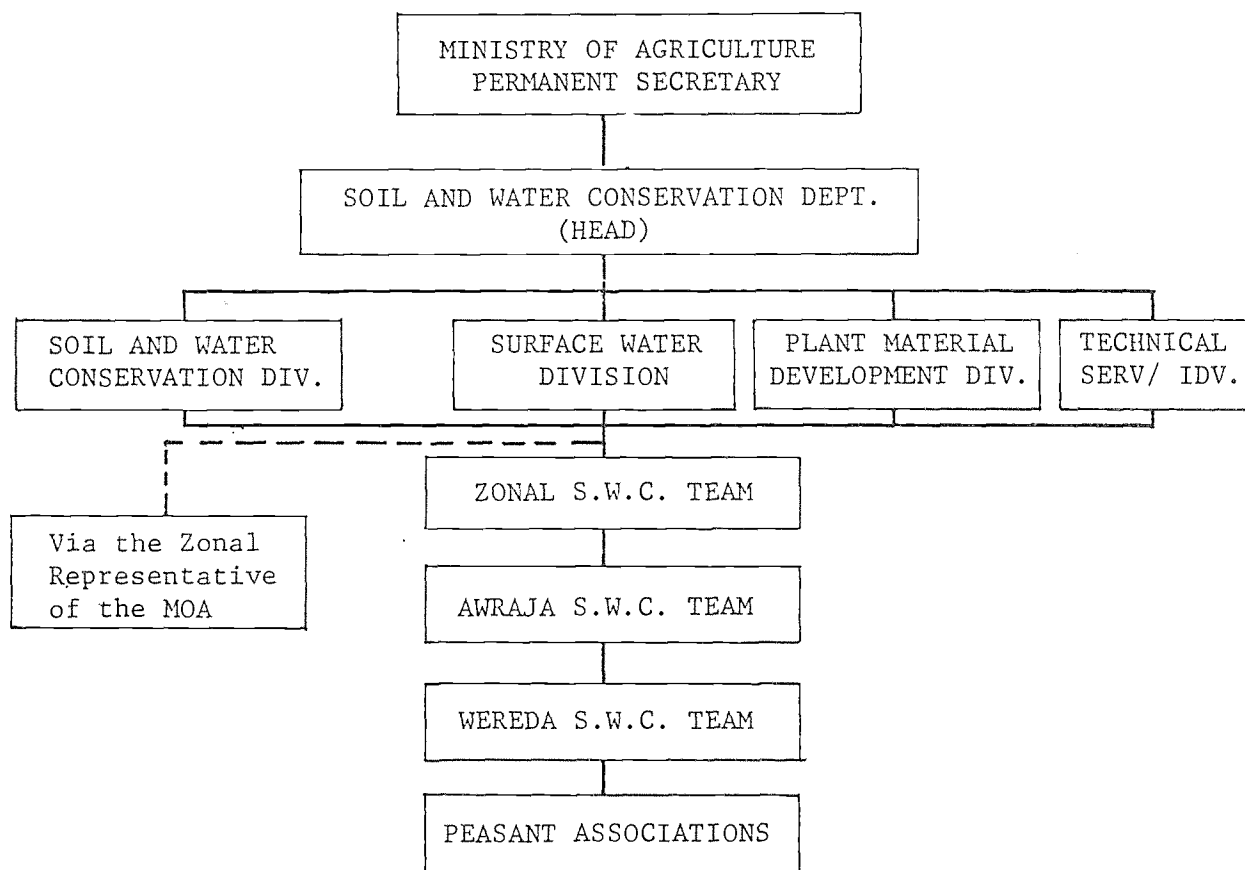 MINISTRY OF AGRICULTURE
PERMANENT SECRETARY
SOIL AND WATER CONSERVATION DEPT.
(HEAD)
SOIL AND WATER
CONSERVATION DIV.
SURFACE WATER
DIVISION
PLANT MATERIAL
DEVELOPMENT DIV.
TECHNICAL
SERV/ IDV.
ZONAL S.W.C. TEAM
Via the Zonal
Representative
of the MOA
AWRAJA S.W.C. TEAM
WEREDA S.W.C. TEAM
PEASANT ASSOCIATIONS